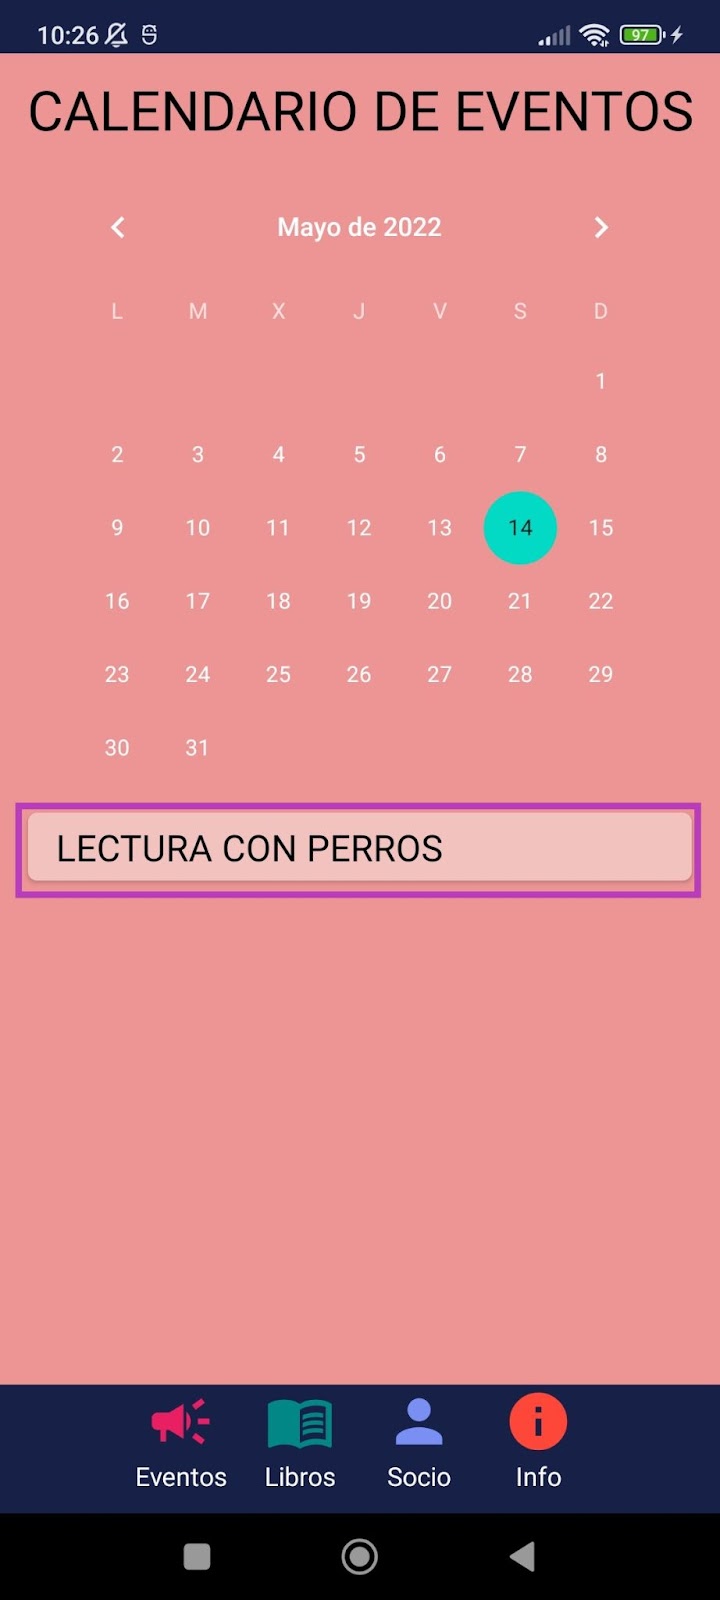 10:26
97
CALENDARIO DE EVENTOS
Mayo de 2022
L M X J V S D
1
2 3 4 5 6 7 8
9 10 11 12 13 14 15
16 17 18 19 20 21 22
23 24 25 26 27 28 29
30 31
LECTURA CON PERROS
Eventos Libros Socio Info